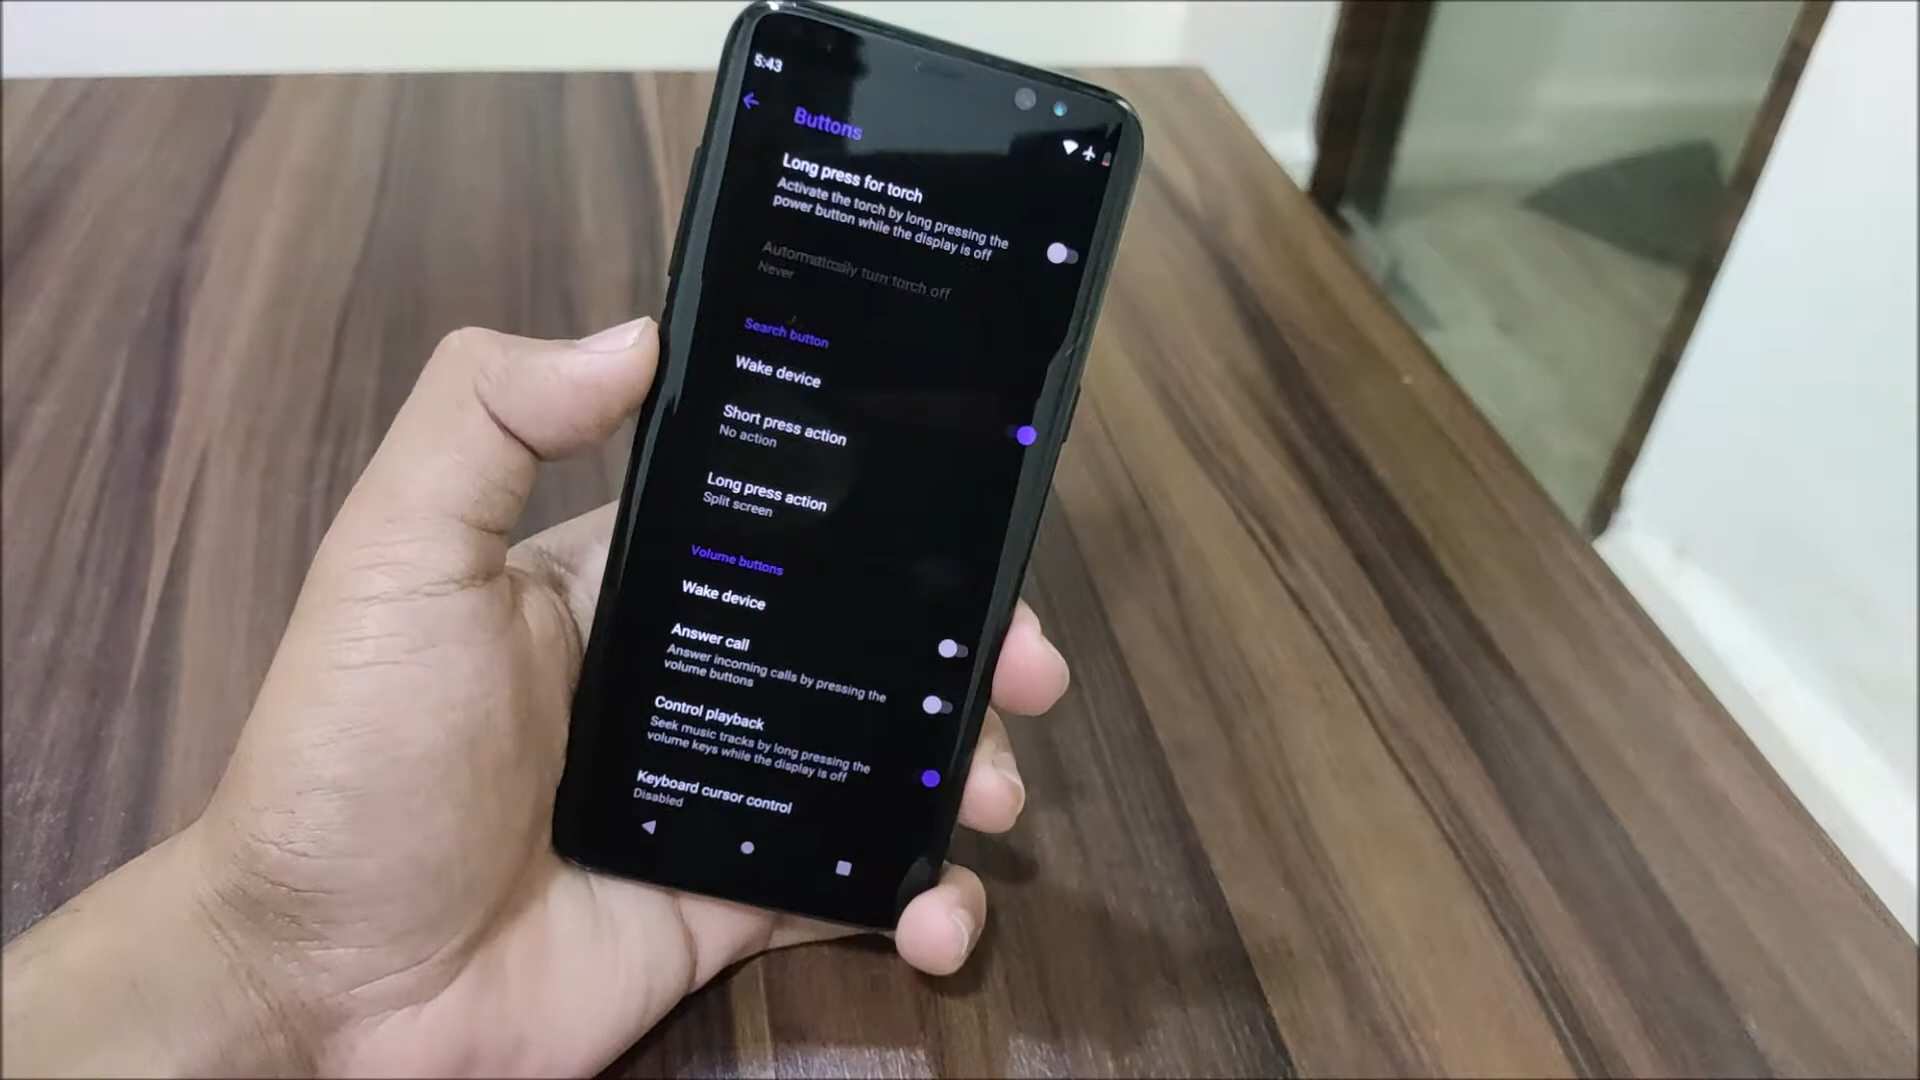 5:43
Buttons
Long press for torch
Activate the torch by long pressing the
power button while the display is off
Automatically turn torch off
Never
Search button
Wake device
Short press action
No action
Long press action
Split screen
Volume buttons
Wake device
Answer call
Answer incoming calls by pressing the
volume buttons
Control playback
Seek music tracks by long pressing the
volume keys while the display is off
Keyboard cursor control
Disabled